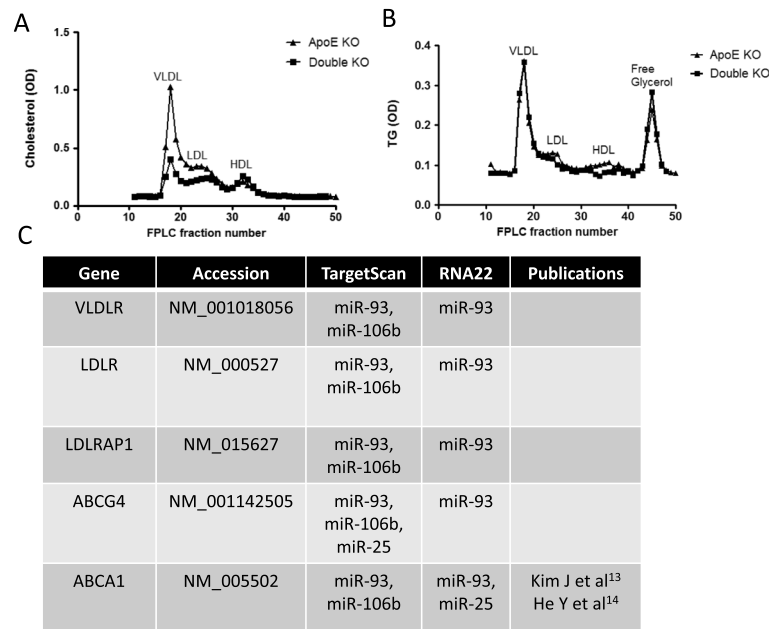 A
Cholesterol (OD)
1.5
1.0
0.5
0.0
VLDL
LDL
HDL
ApoE KO
Double KO
0 10 20 30 40 50
FPLC fraction number
B
TG (OD)
0.4
0.3
0.2
0.1
0.0
VLDL
LDL
HDL
Free
Glycerol
ApoE KO
Double KO
0 10 20 30 40 50
FPLC fraction number
C
Gene Accession TargetScan RNA22 Publications
VLDLR NM_001018056 miR-93, miR-93
miR-106b
LDLR NM_000527 miR-93, miR-93
miR-106b
LDLRAP1 NM_015627 miR-93, miR-93
miR-106b
ABCG4 NM_001142505 miR-93, miR-93
miR-106b,
miR-25
ABCA1 NM_005502 miR-93, miR-93, Kim J et al¹³
miR-106b miR-25 He Y et al¹⁴